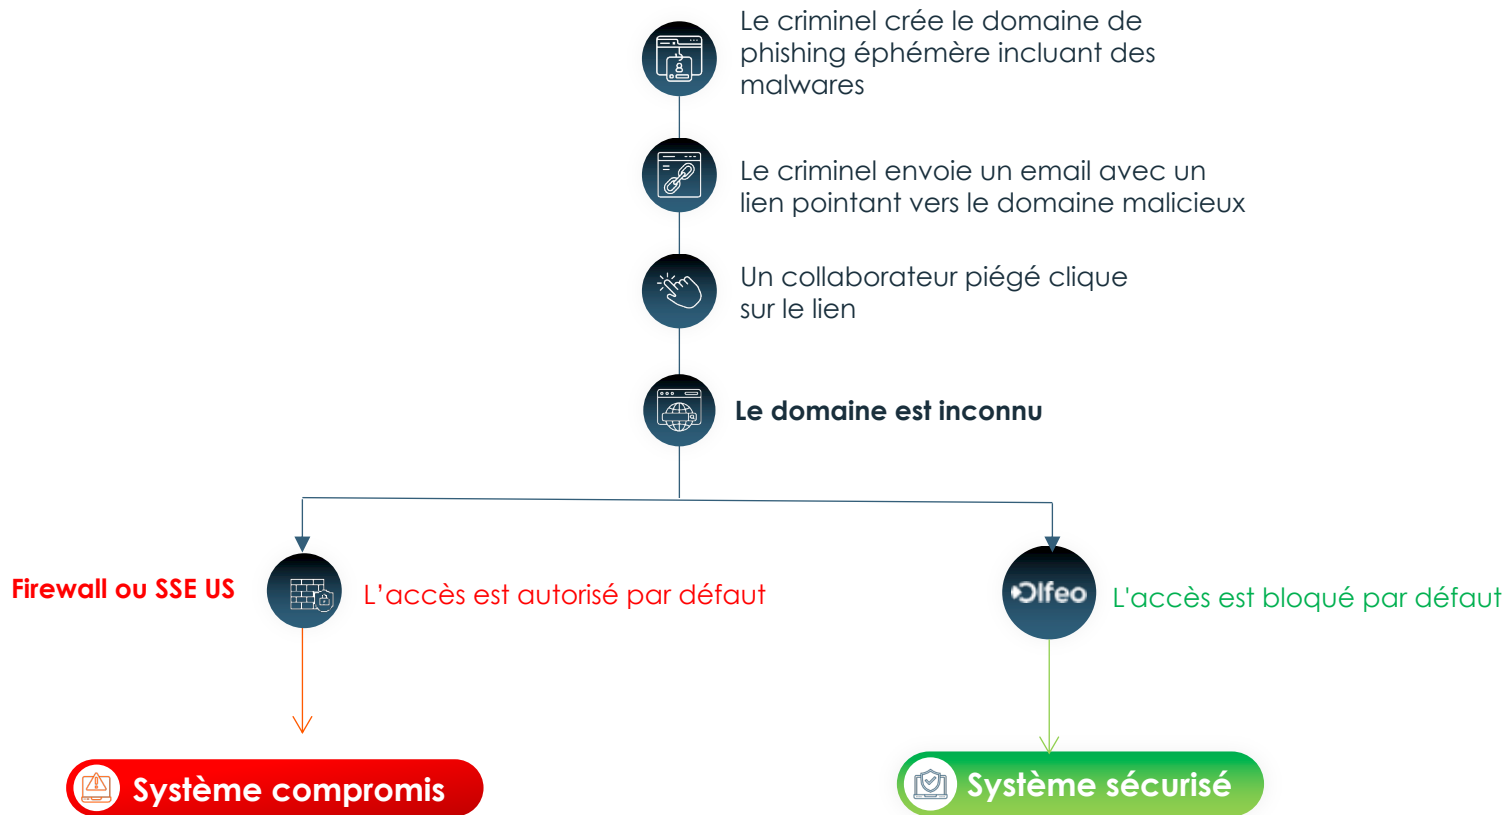 Le criminel crée le domaine de
phishing éphémère incluant des
malwares
Le criminel envoie un email avec un
lien pointant vers le domaine malicieux
Un collaborateur piégé clique
sur le lien
Le domaine est inconnu
Firewall ou SSE US
L’accès est autorisé par défaut
Olfeo
L'accès est bloqué par défaut
Système compromis
Système sécurisé